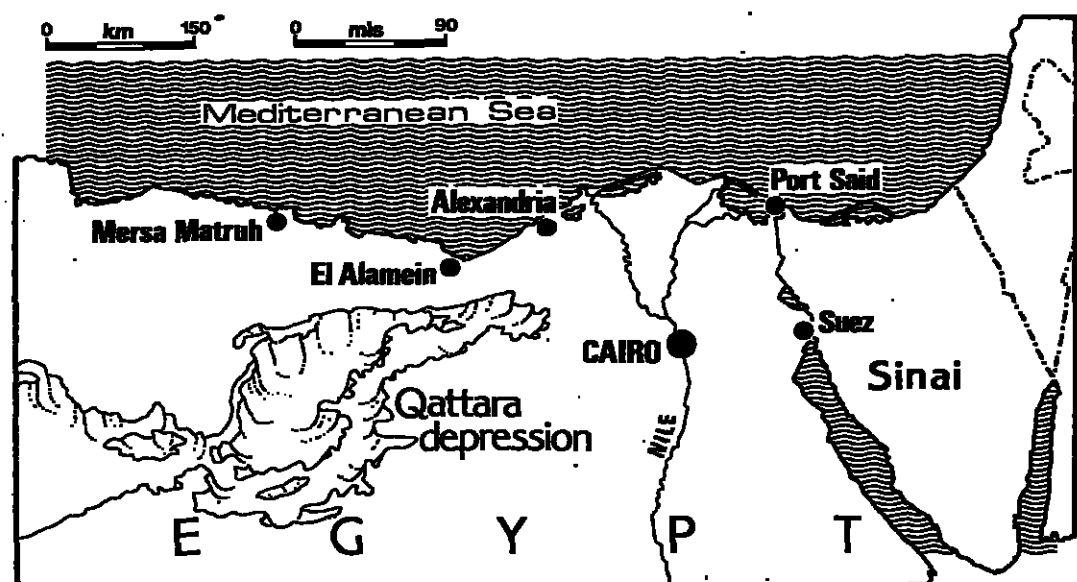 0 km 150 0 mls 90
Mediterranean Sea
Port Said
Alexandria
Mersa Matruh
El Alamein
Suez
CAIRO
Sinai
Qattara
depression
NILE
E G Y P T